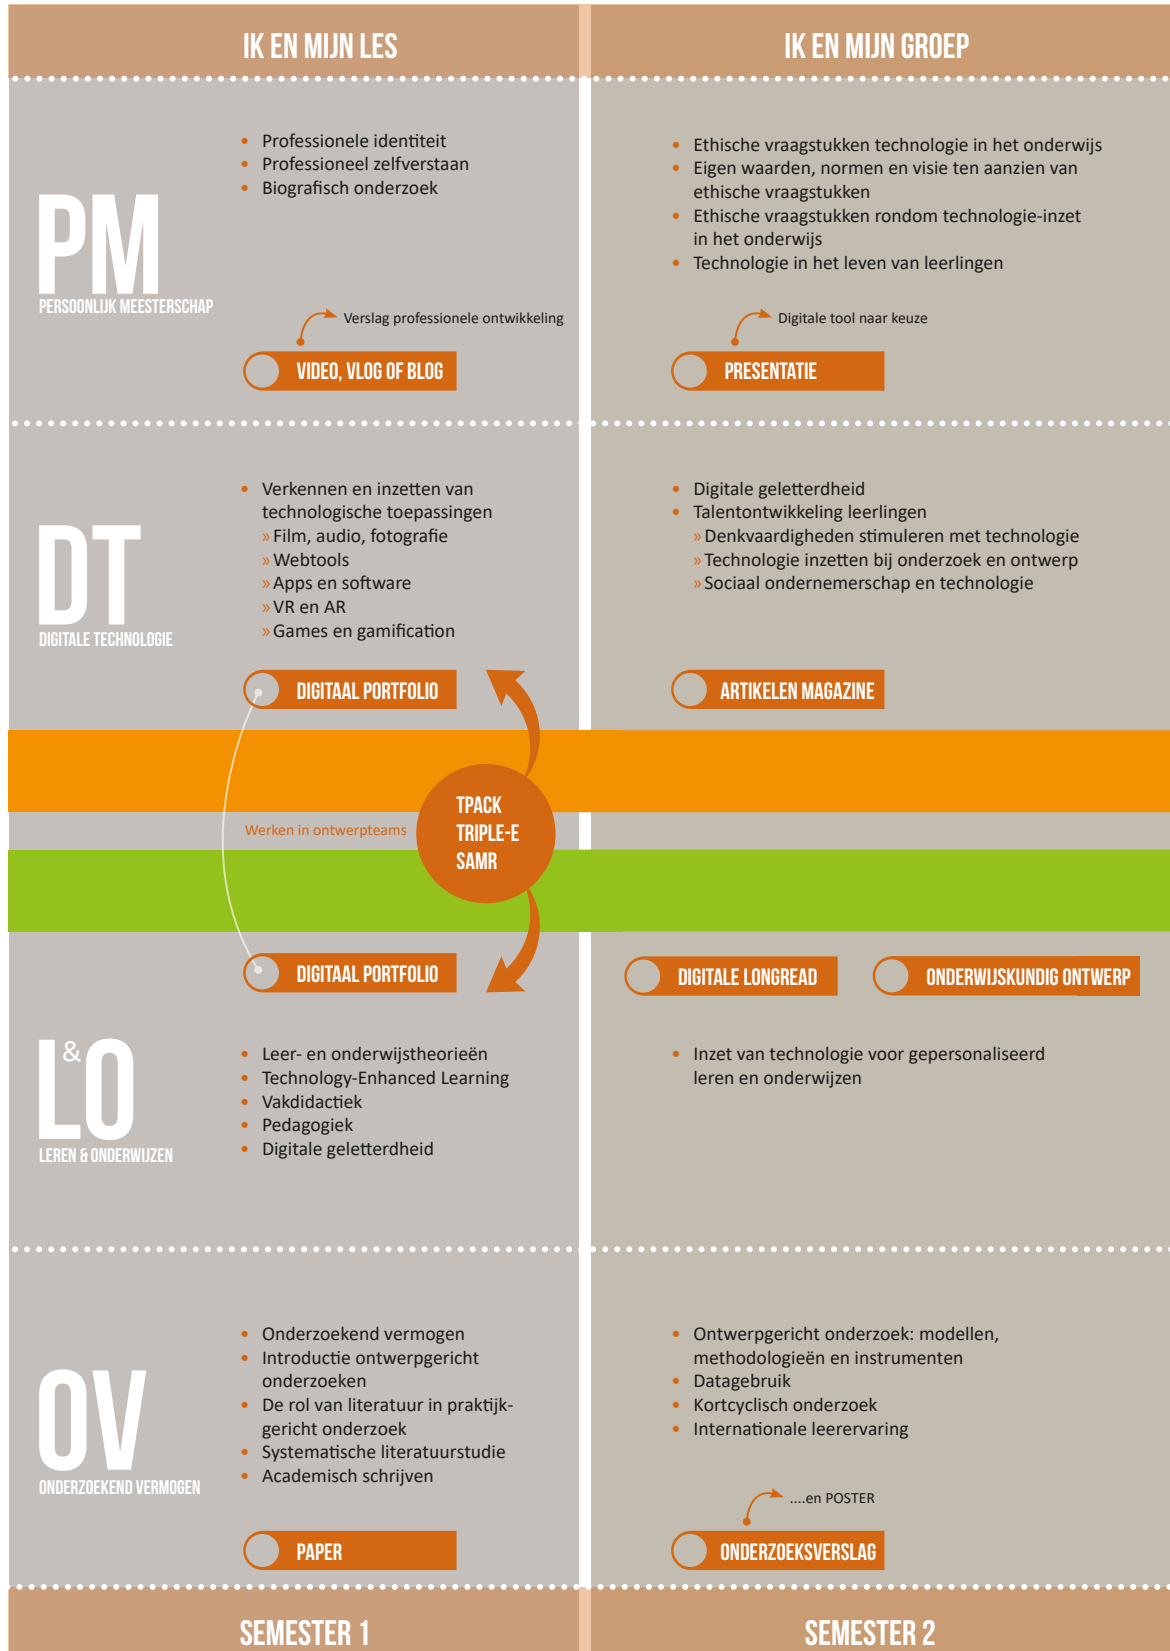 IK EN MIJN LES
IK EN MIJN GROEP
PM
PERSOONLIJK MEESTERSCHAP
• Professionele identiteit
• Professioneel zelfverstaan
• Biografisch onderzoek
Verslag professionele ontwikkeling
VIDEO, VLOG OF BLOG
• Ethische vraagstukken technologie in het onderwijs
• Eigen waarden, normen en visie ten aanzien van
ethische vraagstukken
• Ethische vraagstukken rondom technologie-inzet
in het onderwijs
• Technologie in het leven van leerlingen
Digitale tool naar keuze
PRESENTATIE
DT
DIGITALE TECHNOLOGIE
• Verkennen en inzetten van
technologische toepassingen
» Film, audio, fotografie
» Webtools
» Apps en software
» VR en AR
» Games en gamification
DIGITAAL PORTFOLIO
• Digitale geletterdheid
• Talentontwikkeling leerlingen
» Denkvaardigheden stimuleren met technologie
» Technologie inzetten bij onderzoek en ontwerp
» Sociaal ondernemerschap en technologie
ARTIKELEN MAGAZINE
Werken in ontwerpteams
TPACK
TRIPLE-E
SAMR
L&O
LEREN & ONDERWIJZEN
DIGITAAL PORTFOLIO
• Leer- en onderwijstheorieën
• Technology-Enhanced Learning
• Vakdidactiek
• Pedagogiek
• Digitale geletterdheid
DIGITALE LONGREAD
ONDERWIJSKUNDIG ONTWERP
• Inzet van technologie voor gepersonaliseerd
leren en onderwijzen
OV
ONDERZOEKEND VERMOGEN
• Onderzoekend vermogen
• Introductie ontwerpgericht
onderzoeken
• De rol van literatuur in praktijk-
gericht onderzoek
• Systematische literatuurstudie
• Academisch schrijven
PAPER
• Ontwerpgericht onderzoek: modellen,
methodologieën en instrumenten
• Datagebruik
• Kortcyclisch onderzoek
• Internationale leerervaring
....en POSTER
ONDERZOEKSVERSLAG
SEMESTER 1
SEMESTER 2